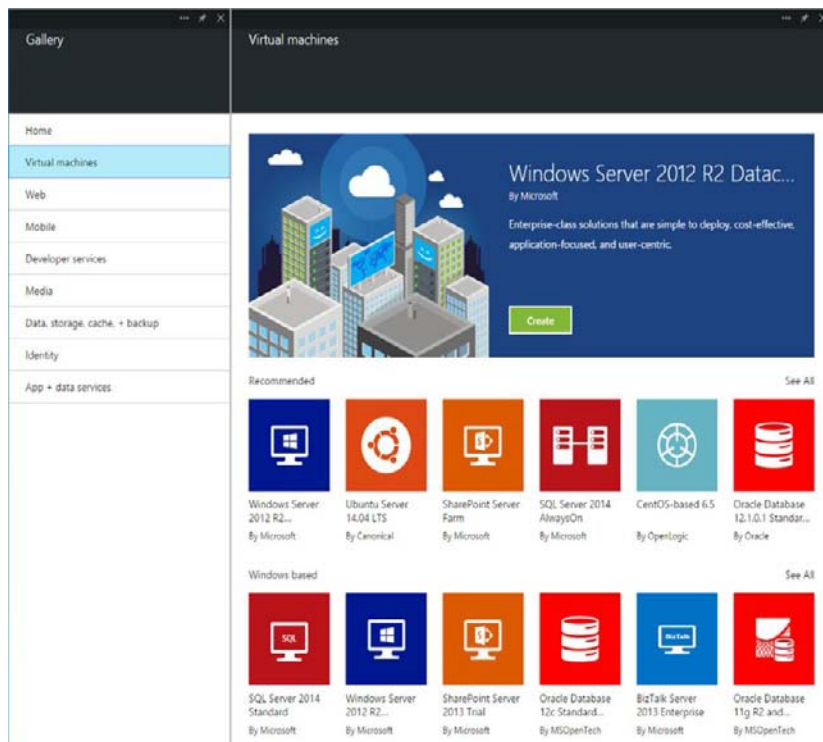 Gallery
Virtual machines
Home
Virtual machines
Web
Mobile
Developer services
Media
Data, storage, cache, + backup
Identity
App + data services
Windows Server 2012 R2 Datac...
By Microsoft
Enterprise-class solutions that are simple to deploy, cost-effective,
application-focused, and user-centric.
Create
Recommended
See All
Windows Server
2012 R2...
By Microsoft
Ubuntu Server
14.04 LTS
By Canonical
SharePoint Server
Farm
By Microsoft
SQL Server 2014
AlwaysOn
By Microsoft
CentOS-based 6.5
By OpenLogic
Oracle Database
12.1.0.1 Standar...
By Oracle
Windows based
See All
SQL
SQL Server 2014
Standard
By Microsoft
Windows Server
2012 R2...
By Microsoft
SharePoint Server
2013 Trial
By Microsoft
Oracle Database
12c Standard...
By MSOpenTech
BizTalk
BizTalk Server
2013 Enterprise
By Microsoft
Oracle Database
11g R2 and...
By MSOpenTech